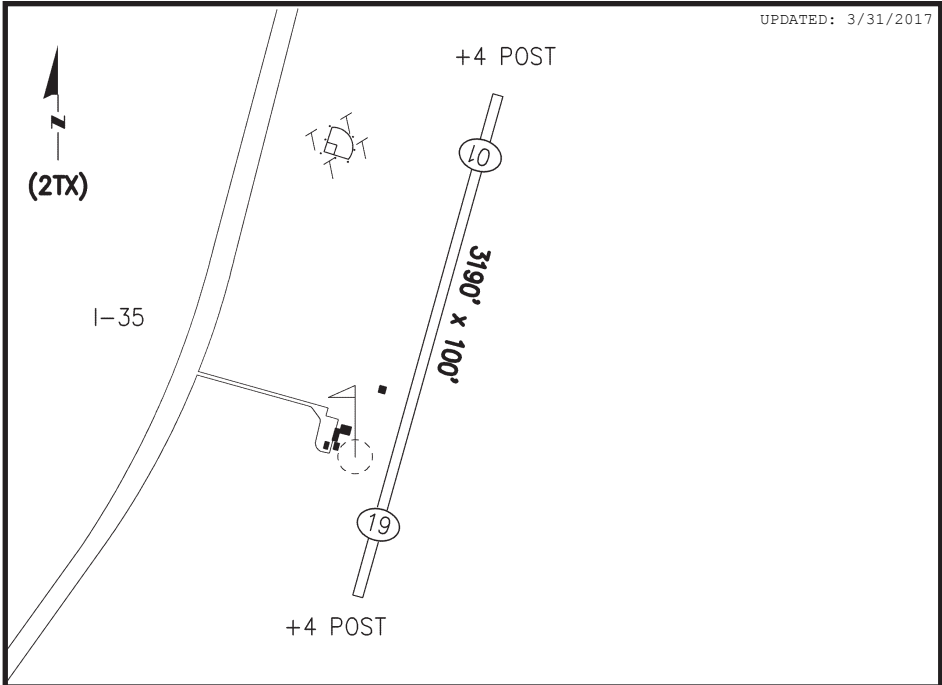 UPDATED: 3/31/2017
+4 POST
N
(2TX)
01
3190' x 100'
I-35
19
+4 POST